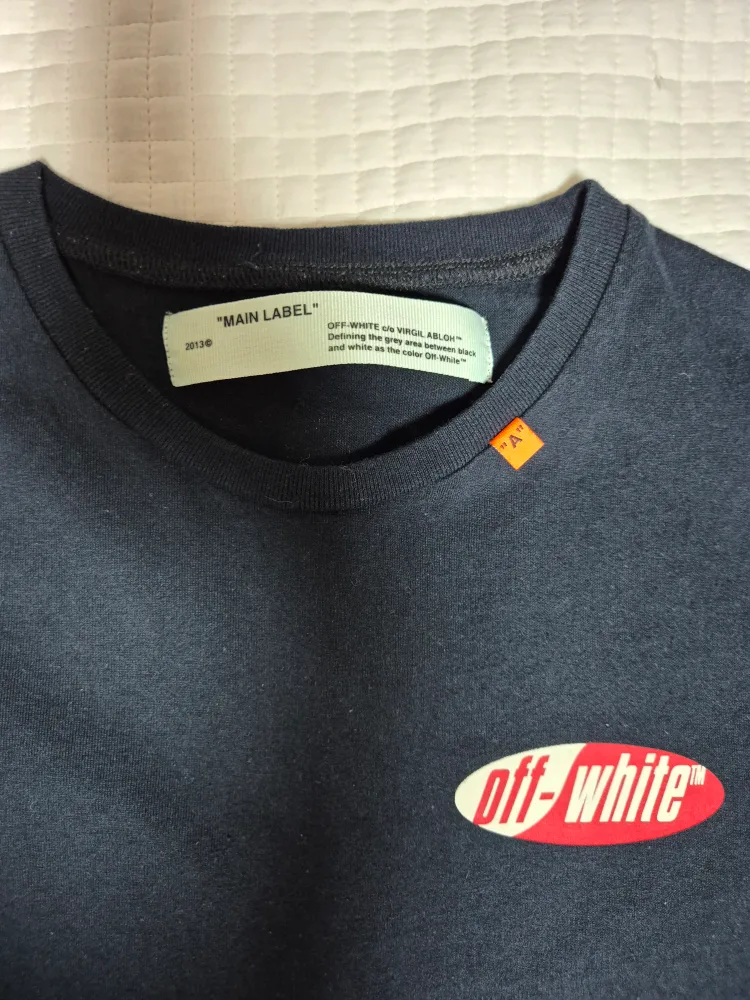 "MAIN LABEL"
2013©
OFF-WHITE c/o VIRGIL ABLOH™
Defining the grey area between black
and white as the color Off-White™
"A"
Off-White™